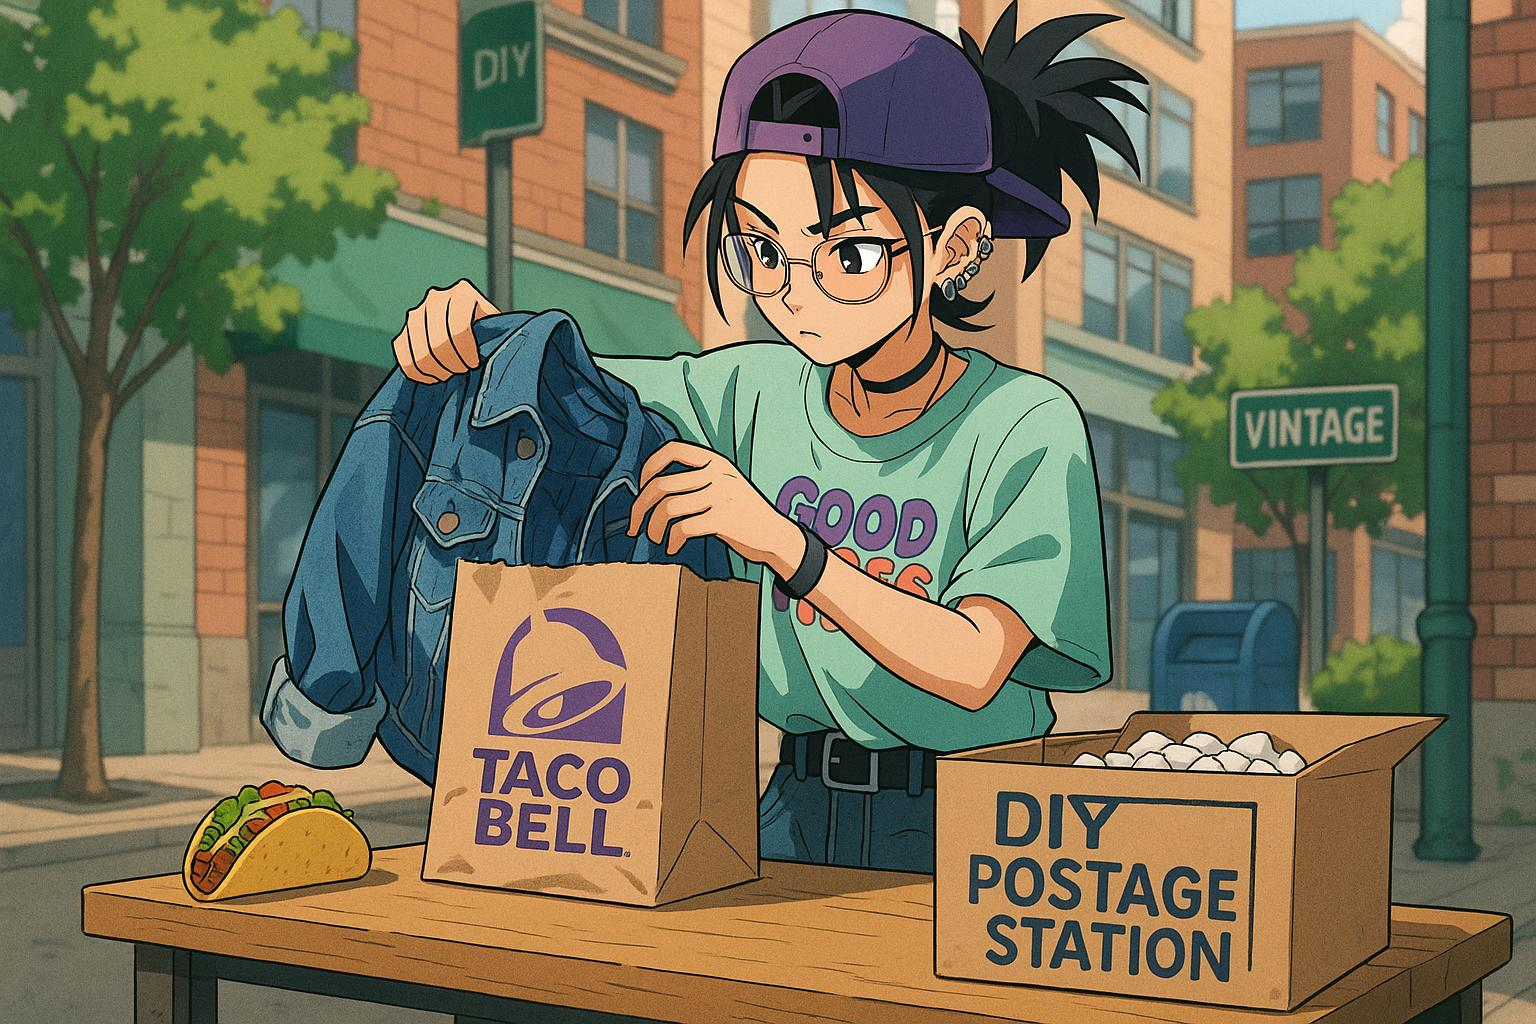 DIY
VINTAGE
GOOD
TACO
BELL
DIY
POSTAGE
STATION